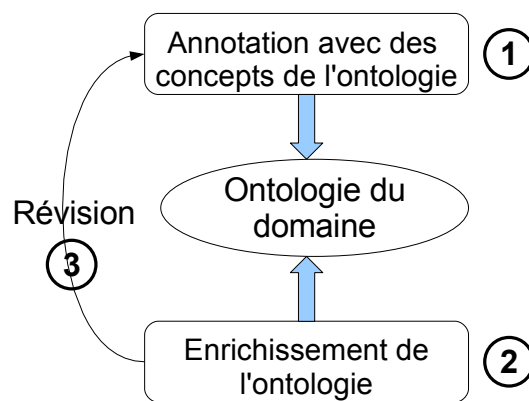 Annotation avec des
concepts de l'ontologie
1
Ontologie du
domaine
Révision
3
Enrichissement de
l'ontologie
2